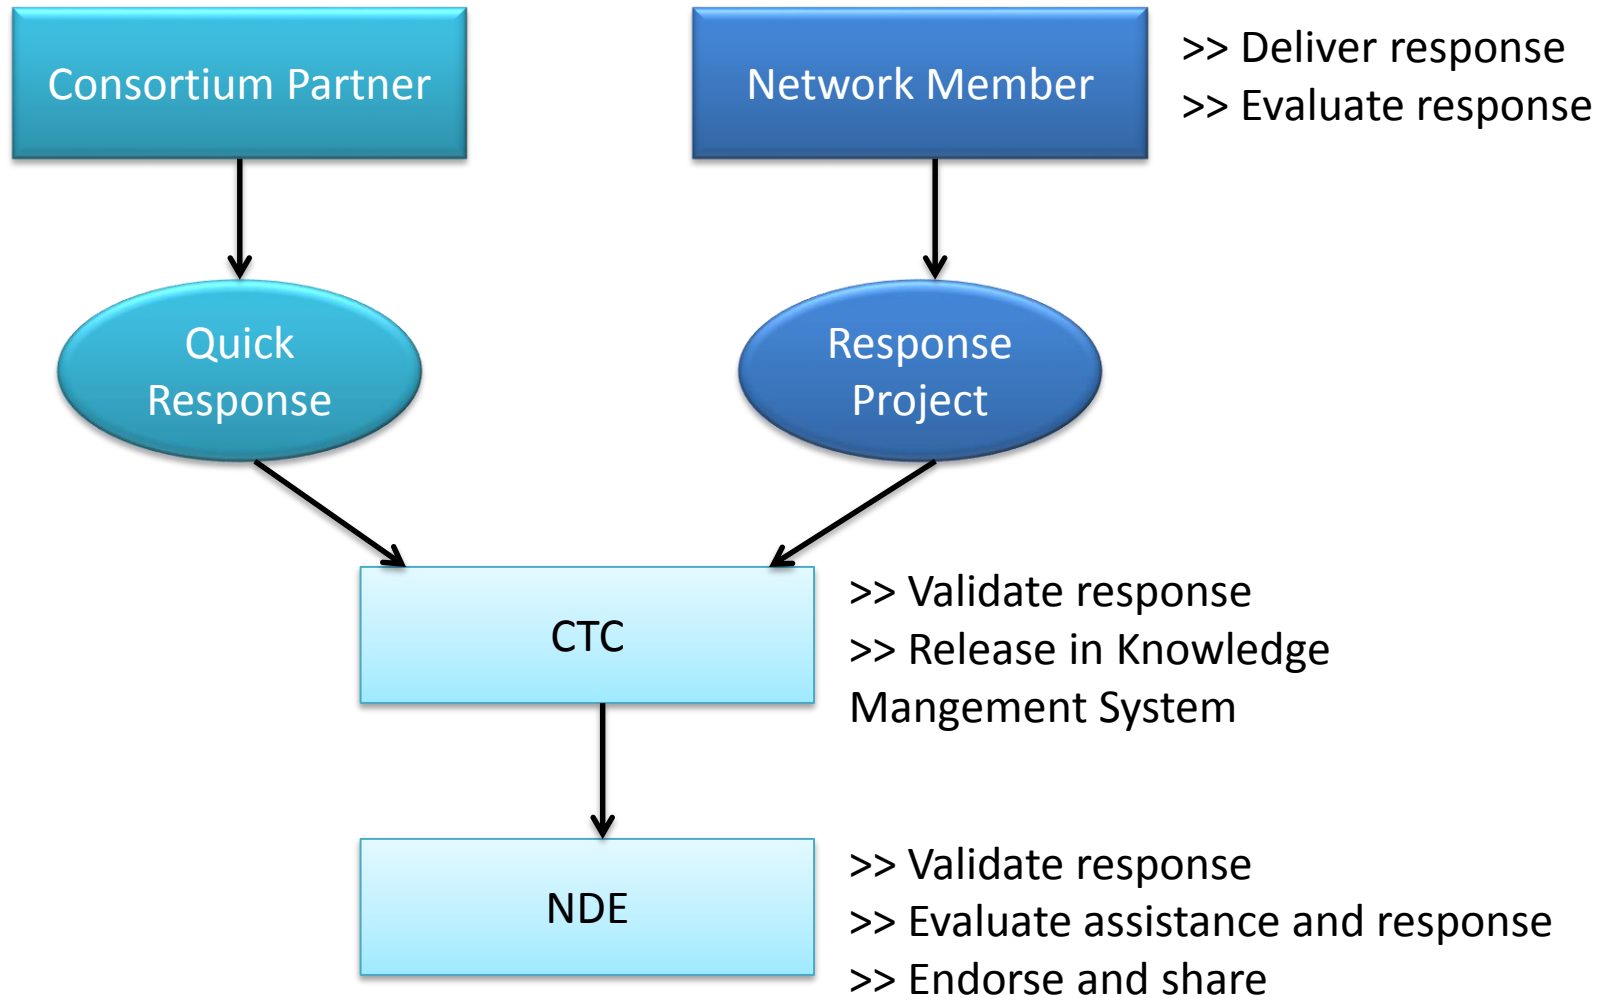 Consortium Partner
Network Member
>> Deliver response
>> Evaluate response
Quick
Response
Response
Project
CTC
>> Validate response
>> Release in Knowledge
Mangement System
NDE
>> Validate response
>> Evaluate assistance and response
>> Endorse and share